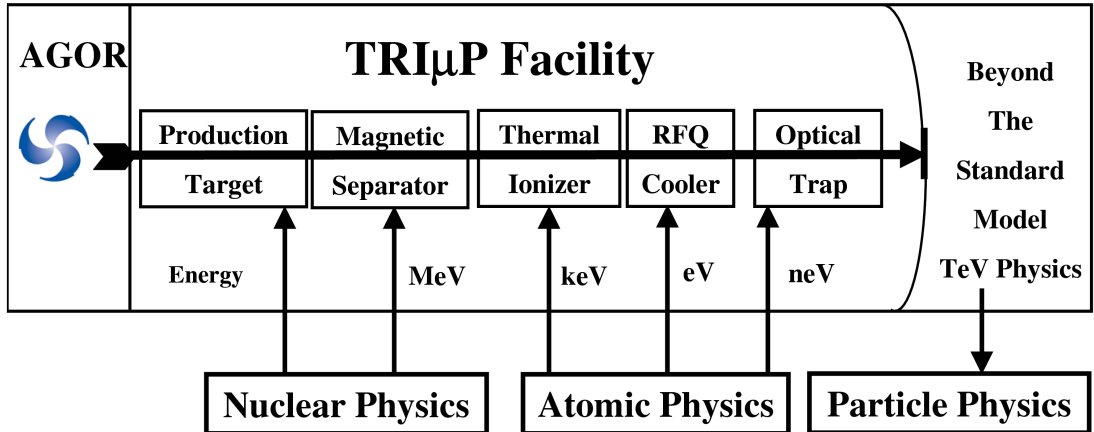 AGOR
TRIμP Facility
Production
Target
Magnetic
Separator
Thermal
Ionizer
RFQ
Cooler
Optical
Trap
Energy
MeV
keV
eV
neV
Beyond
The
Standard
Model
TeV Physics
Nuclear Physics
Atomic Physics
Particle Physics